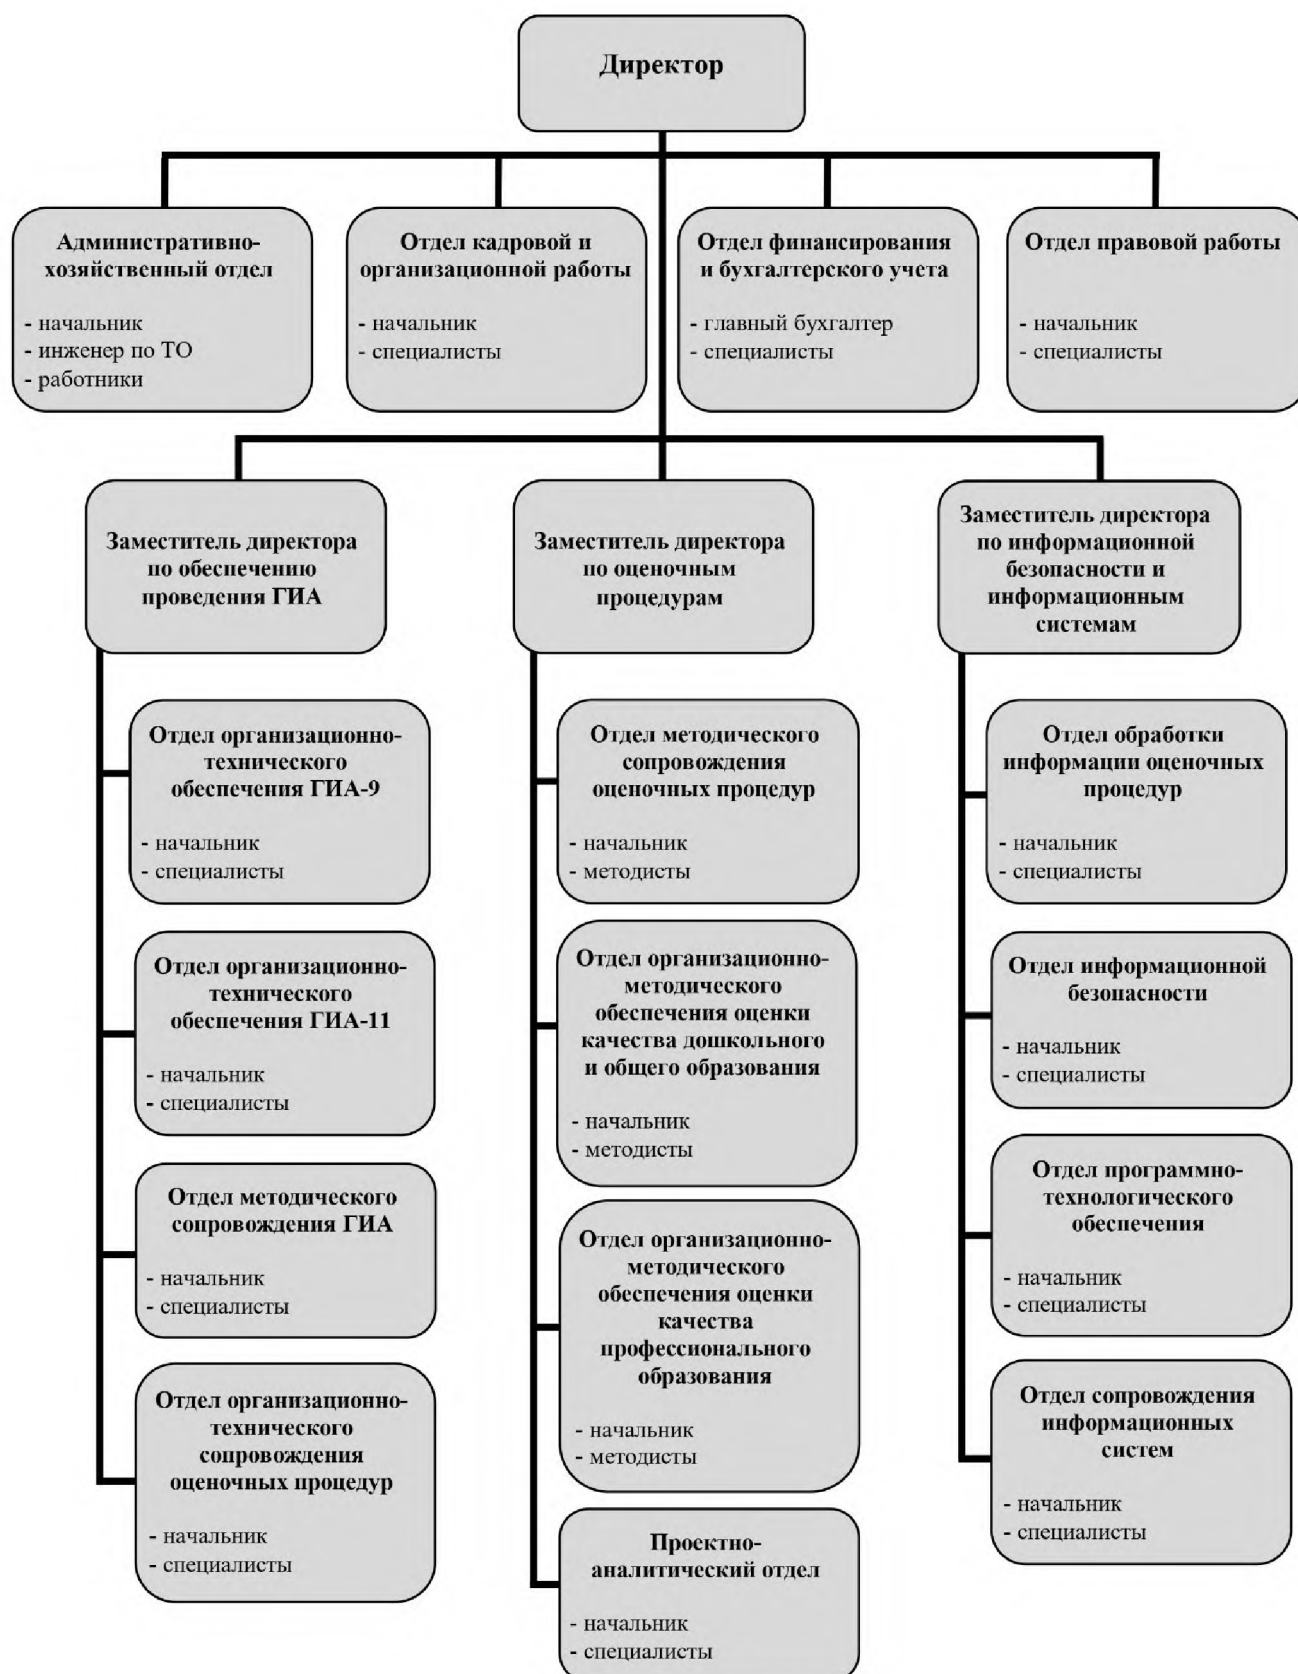 Директор
Административно-
хозяйственный отдел
- начальник
- инженер по ТО
- работники
Отдел кадровой и
организационной работы
- начальник
- специалисты
Отдел финансирования
и бухгалтерского учета
- главный бухгалтер
- специалисты
Отдел правовой работы
- начальник
- специалисты
Заместитель директора
по обеспечению
проведения ГИА
Отдел организационно-
технического
обеспечения ГИА-9
- начальник
- специалисты
Отдел организационно-
технического
обеспечения ГИА-11
- начальник
- специалисты
Отдел методического
сопровождения ГИА
- начальник
- специалисты
Отдел организационно-
технического
сопровождения
оценочных процедур
- начальник
- специалисты
Заместитель директора
по оценочным
процедурам
Отдел методического
сопровождения
оценочных процедур
- начальник
- методисты
Отдел организационно-
методического
обеспечения оценки
качества дошкольного
и общего образования
- начальник
- методисты
Отдел организационно-
методического
обеспечения оценки
качества
профессионального
образования
- начальник
- методисты
Проектно-
аналитический отдел
- начальник
- специалисты
Заместитель директора
по информационной
безопасности и
информационным
системам
Отдел обработки
информации оценочных
процедур
- начальник
- специалисты
Отдел информационной
безопасности
- начальник
- специалисты
Отдел программно-
технологического
обеспечения
- начальник
- специалисты
Отдел сопровождения
информационных
систем
- начальник
- специалисты